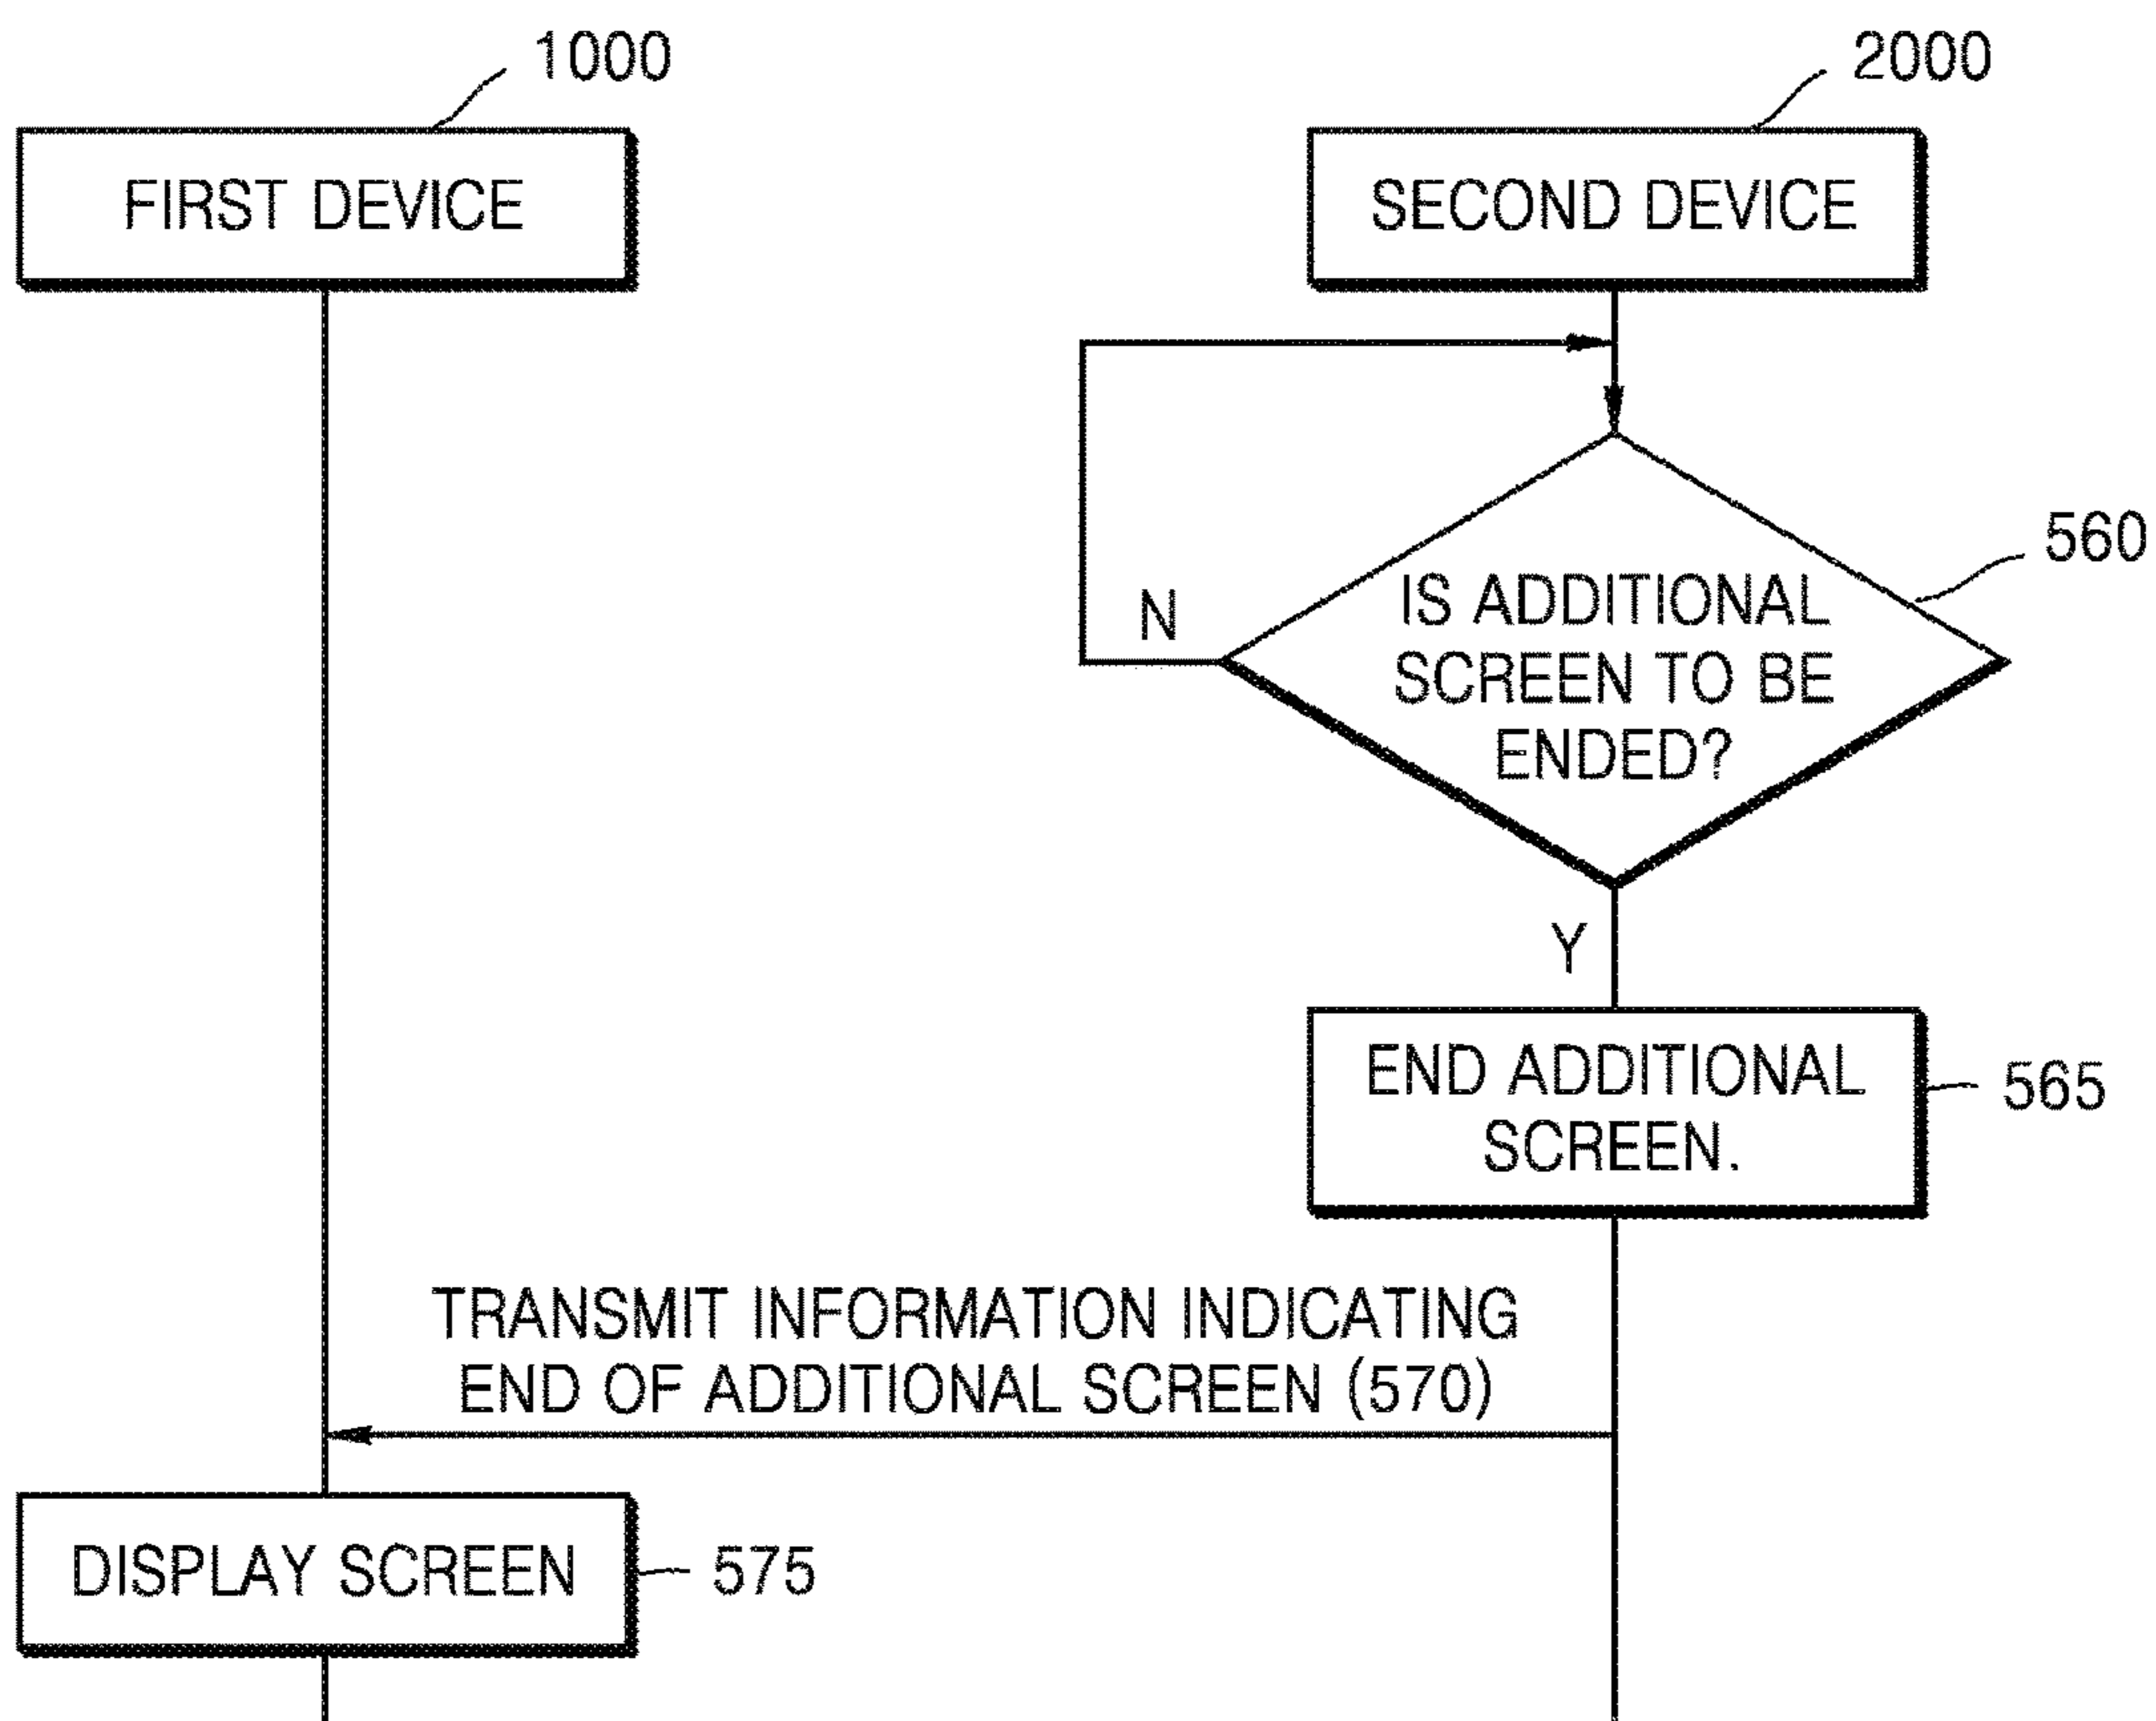 1000
2000
FIRST DEVICE
SECOND DEVICE
560
IS ADDITIONAL
SCREEN TO BE
ENDED?
N
Y
END ADDITIONAL
SCREEN.
565
TRANSMIT INFORMATION INDICATING
END OF ADDITIONAL SCREEN (570)
DISPLAY SCREEN
575